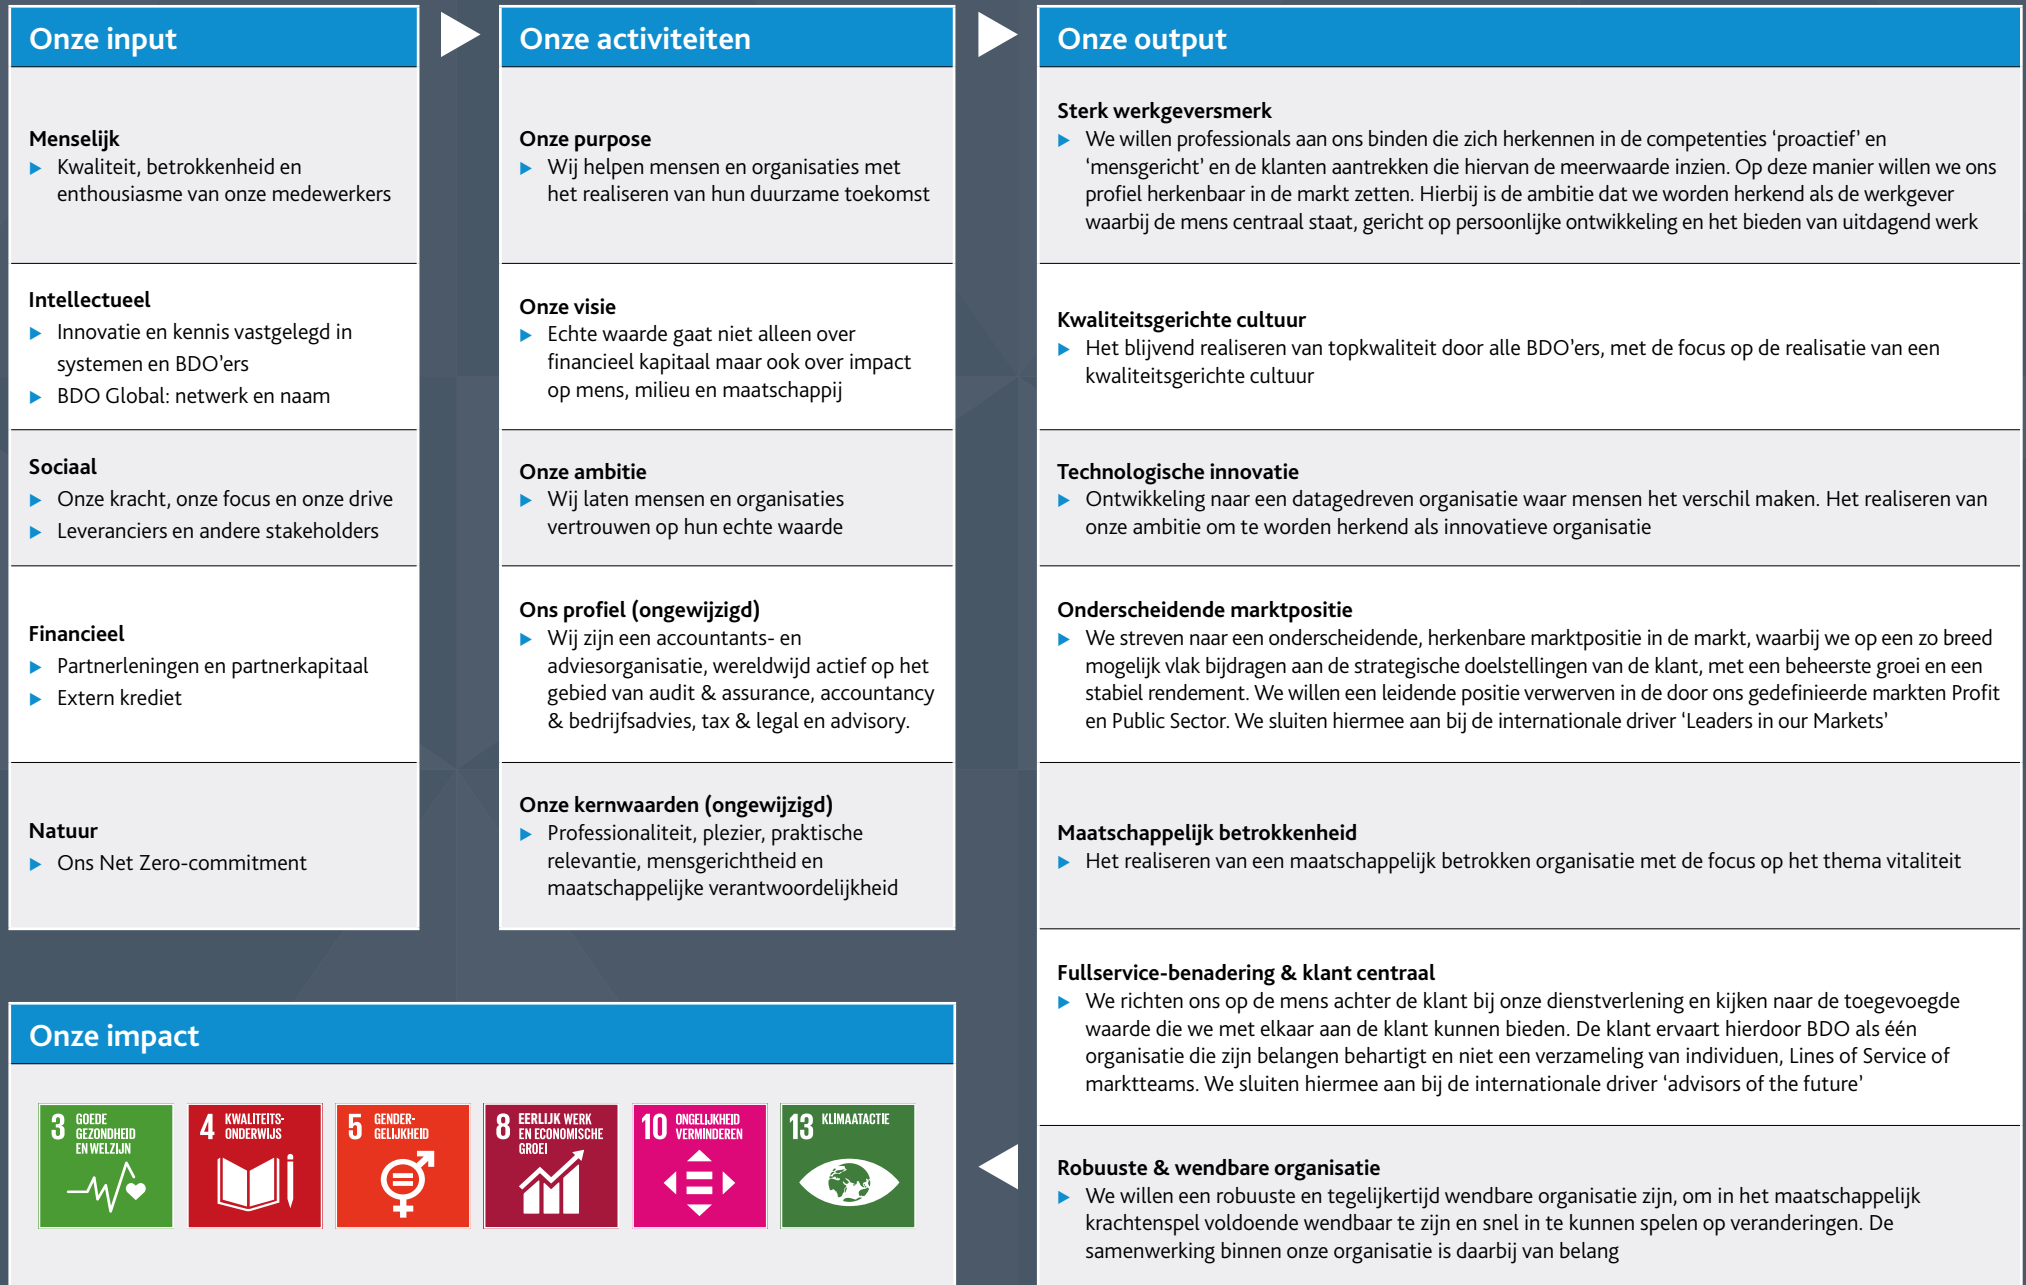 Onze input
Menselijk
Kwaliteit, betrokkenheid en
enthousiasme van onze medewerkers
Intellectueel
Innovatie en kennis vastgelegd in
systemen en BDO’ers
BDO Global: netwerk en naam
Sociaal
Onze kracht, onze focus en onze drive
Leveranciers en andere stakeholders
Financieel
Partnerleningen en partnerkapitaal
Extern krediet
Natuur
Ons Net Zero-commitment
Onze activiteiten
Onze purpose
Wij helpen mensen en organisaties met
het realiseren van hun duurzame toekomst
Onze visie
Echte waarde gaat niet alleen over
financieel kapitaal maar ook over impact
op mens, milieu en maatschappij
Onze ambitie
Wij laten mensen en organisaties
vertrouwen op hun echte waarde
Ons profiel (ongewijzigd)
Wij zijn een accountants- en
adviesorganisatie, wereldwijd actief op het
gebied van audit & assurance, accountancy
& bedrijfsadvies, tax & legal en advisory.
Onze kernwaarden (ongewijzigd)
Professionaliteit, plezier, praktische
relevantie, mensgerichtheid en
maatschappelijke verantwoordelijkheid
Onze output
Sterk werkgeversmerk
We willen professionals aan ons binden die zich herkennen in de competenties ‘proactief’ en
‘mensgericht’ en de klanten aantrekken die hiervan de meerwaarde inzien. Op deze manier willen we ons
profiel herkenbaar in de markt zetten. Hierbij is de ambitie dat we worden herkend als de werkgever
waarbij de mens centraal staat, gericht op persoonlijke ontwikkeling en het bieden van uitdagend werk
Kwaliteitsgerichte cultuur
Het blijvend realiseren van topkwaliteit door alle BDO’ers, met de focus op de realisatie van een
kwaliteitsgerichte cultuur
Technologische innovatie
Ontwikkeling naar een datagedreven organisatie waar mensen het verschil maken. Het realiseren van
onze ambitie om te worden herkend als innovatieve organisatie
Onderscheidende marktpositie
We streven naar een onderscheidende, herkenbare marktpositie in de markt, waarbij we op een zo breed
mogelijk vlak bijdragen aan de strategische doelstellingen van de klant, met een beheerste groei en een
stabiel rendement. We willen een leidende positie verwerven in de door ons gedefinieerde markten Profit
en Public Sector. We sluiten hiermee aan bij de internationale driver ‘Leaders in our Markets’
Maatschappelijk betrokkenheid
Het realiseren van een maatschappelijk betrokken organisatie met de focus op het thema vitaliteit
Fullservice-benadering & klant centraal
We richten ons op de mens achter de klant bij onze dienstverlening en kijken naar de toegevoegde
waarde die we met elkaar aan de klant kunnen bieden. De klant ervaart hierdoor BDO als één
organisatie die zijn belangen behartigt en niet een verzameling van individuen, Lines of Service of
marktteams. We sluiten hiermee aan bij de internationale driver ‘advisors of the future’
Robuuste & wendbare organisatie
We willen een robuuste en tegelijkertijd wendbare organisatie zijn, om in het maatschappelijk
krachtenspel voldoende wendbaar te zijn en snel in te kunnen spelen op veranderingen. De
samenwerking binnen onze organisatie is daarbij van belang
Onze impact
3 GOEDE
GEZONDHEID
EN WELZIJN
4 KWALITEITS-
ONDERWIJS
5 GENDER-
GELIJKHEID
8 EERLIJK WERK
EN ECONOMISCHE
GROEI
10 ONGELIJKHEID
VERMINDEREN
13 KLIMAATACTIE